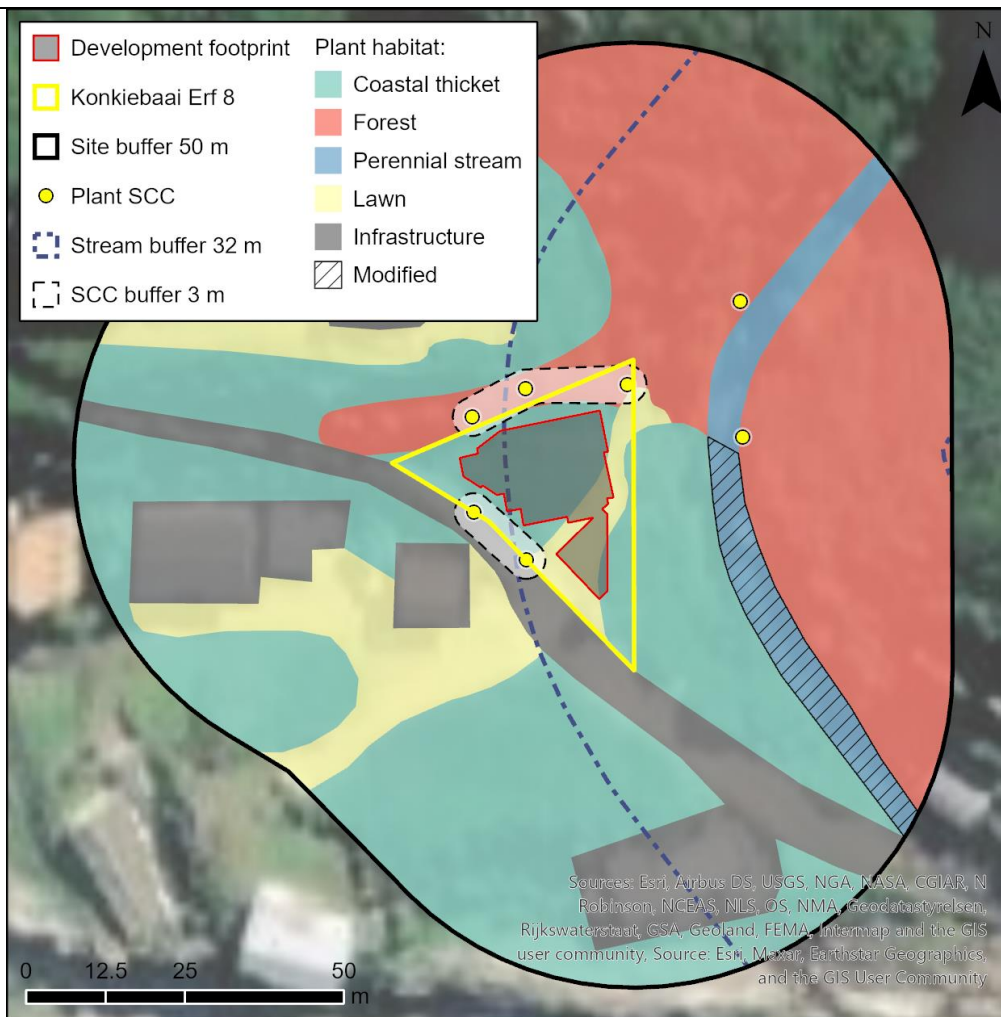 Development footprint
Konkiebaai Erf 8
Site buffer 50 m
Plant SCC
Stream buffer 32 m
SCC buffer 3 m
Plant habitat:
Coastal thicket
Forest
Perennial stream
Lawn
Infrastructure
Modified
N
Sources: Esri, Airbus DS, USGS, NGA, NASA, CGIAR, N
Robinson, NCEAS, NLS, OS, NMA, Geodatastyrelsen,
Rijkswaterstaat, GSA, Geoland, FEMA, Intermap and the GIS
user community, Source: Esri, Maxar, Earthstar Geographics,
and the GIS User Community
0 12.5 25 50
m